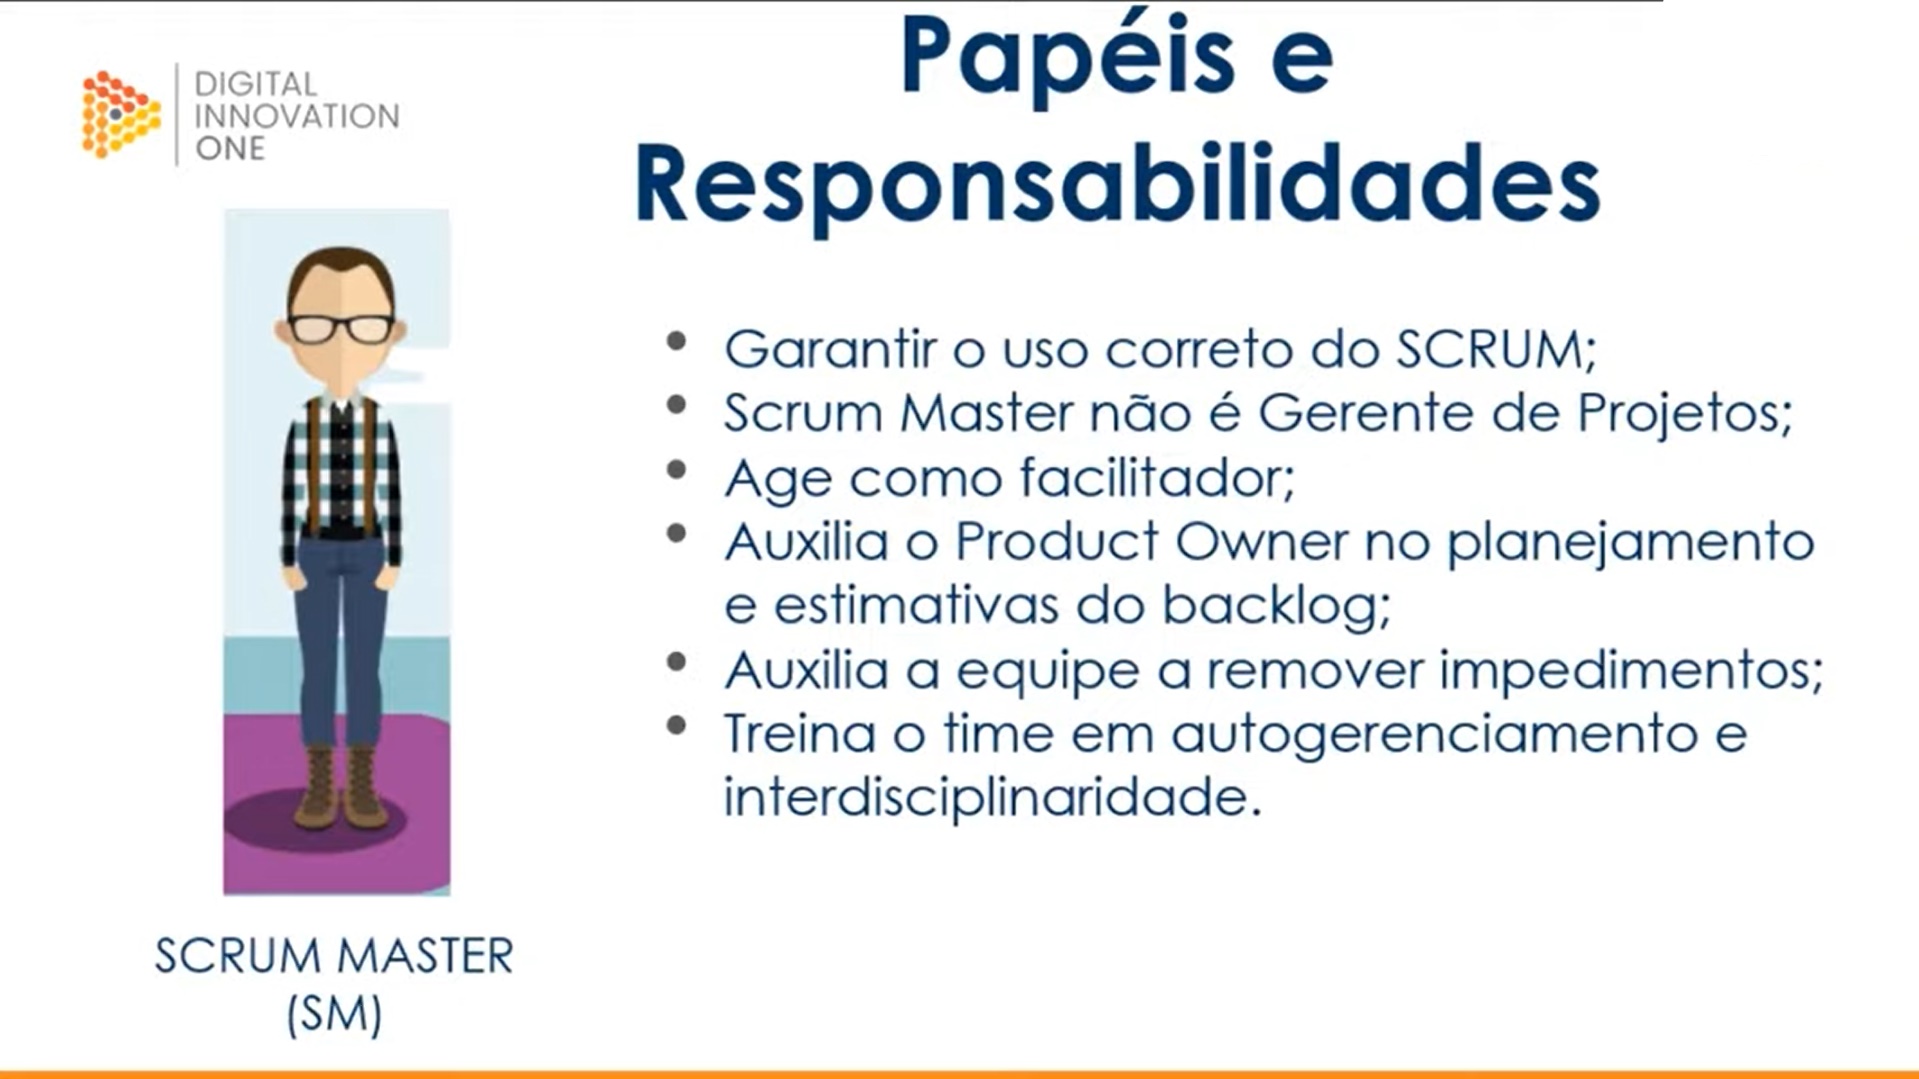 Papéis e
Responsabilidades
DIGITAL
INNOVATION
ONE
• Garantir o uso correto do SCRUM;
• Scrum Master não é Gerente de Projetos;
• Age como facilitador;
• Auxilia o Product Owner no planejamento
e estimativas do backlog;
• Auxilia a equipe a remover impedimentos;
• Treina o time em autogerenciamento e
interdisciplinaridade.
SCRUM MASTER
(SM)